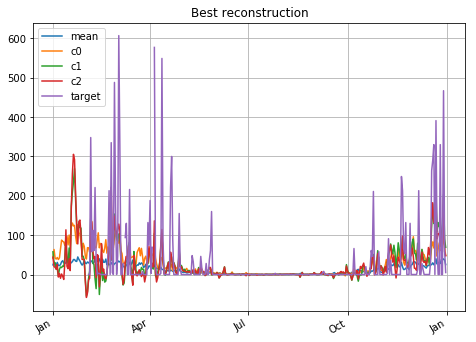 Best reconstruction
600
500
400
300
200
100
0
mean
c0
c1
c2
target
Jan
Apr
Jul
Oct
Jan